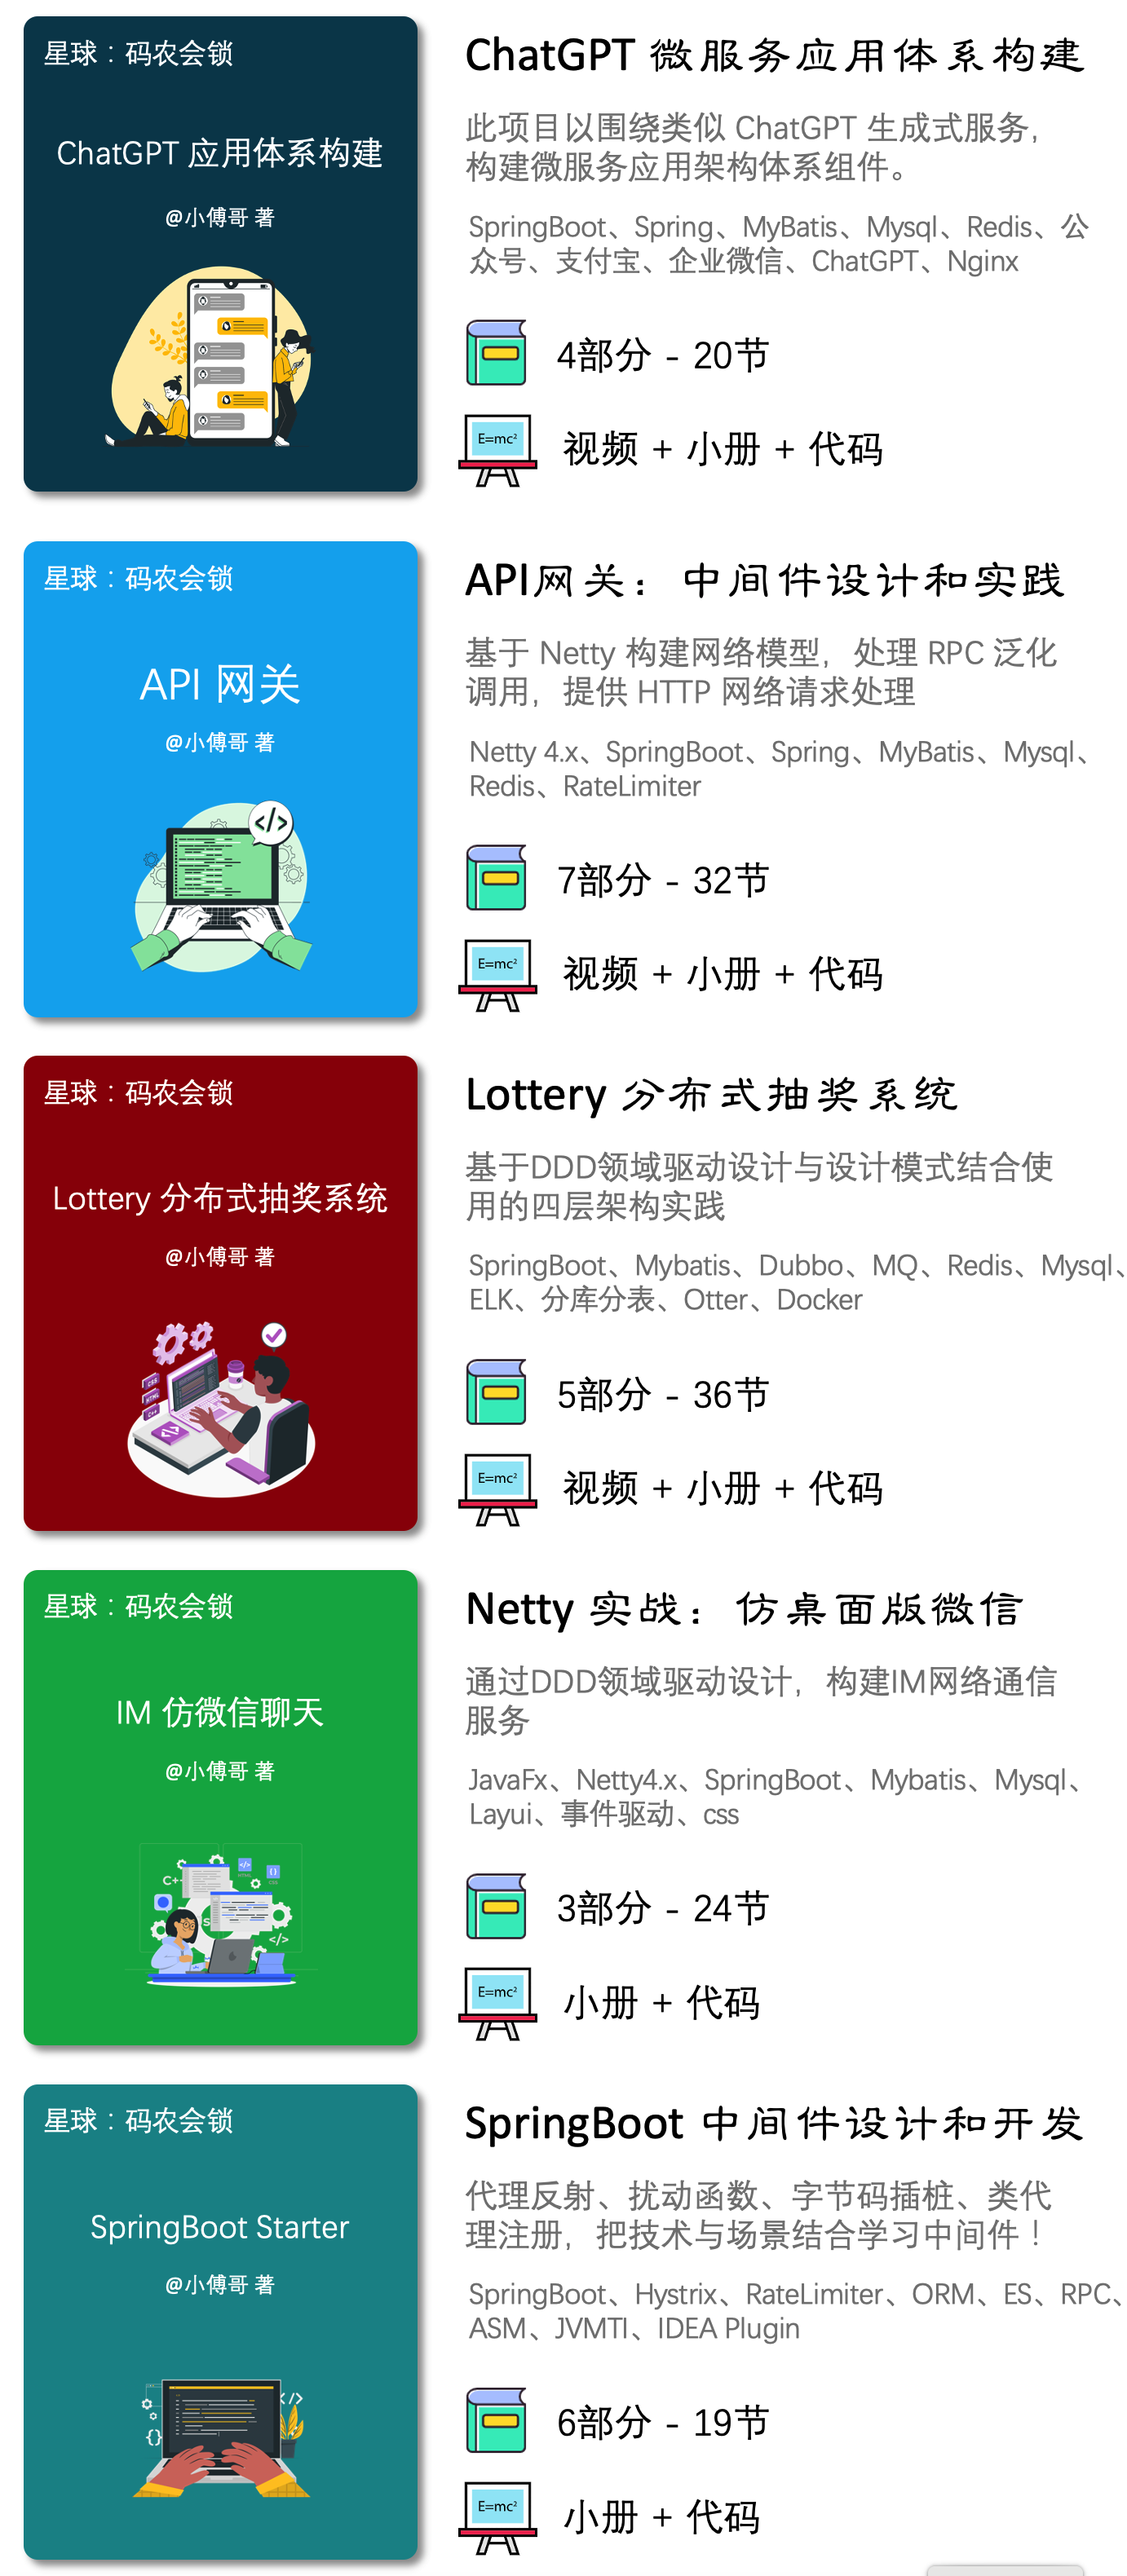 星球：码农会锁
ChatGPT 应用体系构建
@小傅哥 著
ChatGPT 微服务应用体系构建
此项目以围绕类似 ChatGPT 生成式服务，
构建微服务应用架构体系组件。
SpringBoot、Spring、MyBatis、Mysql、Redis、公
众号、支付宝、企业微信、ChatGPT、Nginx
4部分 - 20节
E=mc²
视频 + 小册 + 代码
星球：码农会锁
API 网关
@小傅哥 著
</>
API网关：中间件设计和实践
基于 Netty 构建网络模型，处理 RPC 泛化
调用，提供 HTTP 网络请求处理
Netty 4.x、SpringBoot、Spring、MyBatis、Mysql、
Redis、RateLimiter
7部分 - 32节
E=mc²
视频 + 小册 + 代码
星球：码农会锁
Lottery 分布式抽奖系统
@小傅哥 著
CSS
HTML
C++
</>
Lottery 分布式抽奖系统
基于DDD领域驱动设计与设计模式结合使
用的四层架构实践
SpringBoot、Mybatis、Dubbo、MQ、Redis、Mysql、
ELK、分库分表、Otter、Docker
5部分 - 36节
E=mc²
视频 + 小册 + 代码
星球：码农会锁
IM 仿微信聊天
@小傅哥 著
C++
</>
{}
</>
Netty 实战：仿桌面版微信
通过DDD领域驱动设计，构建IM网络通信
服务
JavaFx、Netty4.x、SpringBoot、Mybatis、Mysql、
Layui、事件驱动、css
3部分 - 24节
E=mc²
小册 + 代码
星球：码农会锁
SpringBoot Starter
@小傅哥 著
</>
{}
SpringBoot 中间件设计和开发
代理反射、扰动函数、字节码插桩、类代
理注册，把技术与场景结合学习中间件！
SpringBoot、Hystrix、RateLimiter、ORM、ES、RPC、
ASM、JVMTI、IDEA Plugin
6部分 - 19节
E=mc²
小册 + 代码